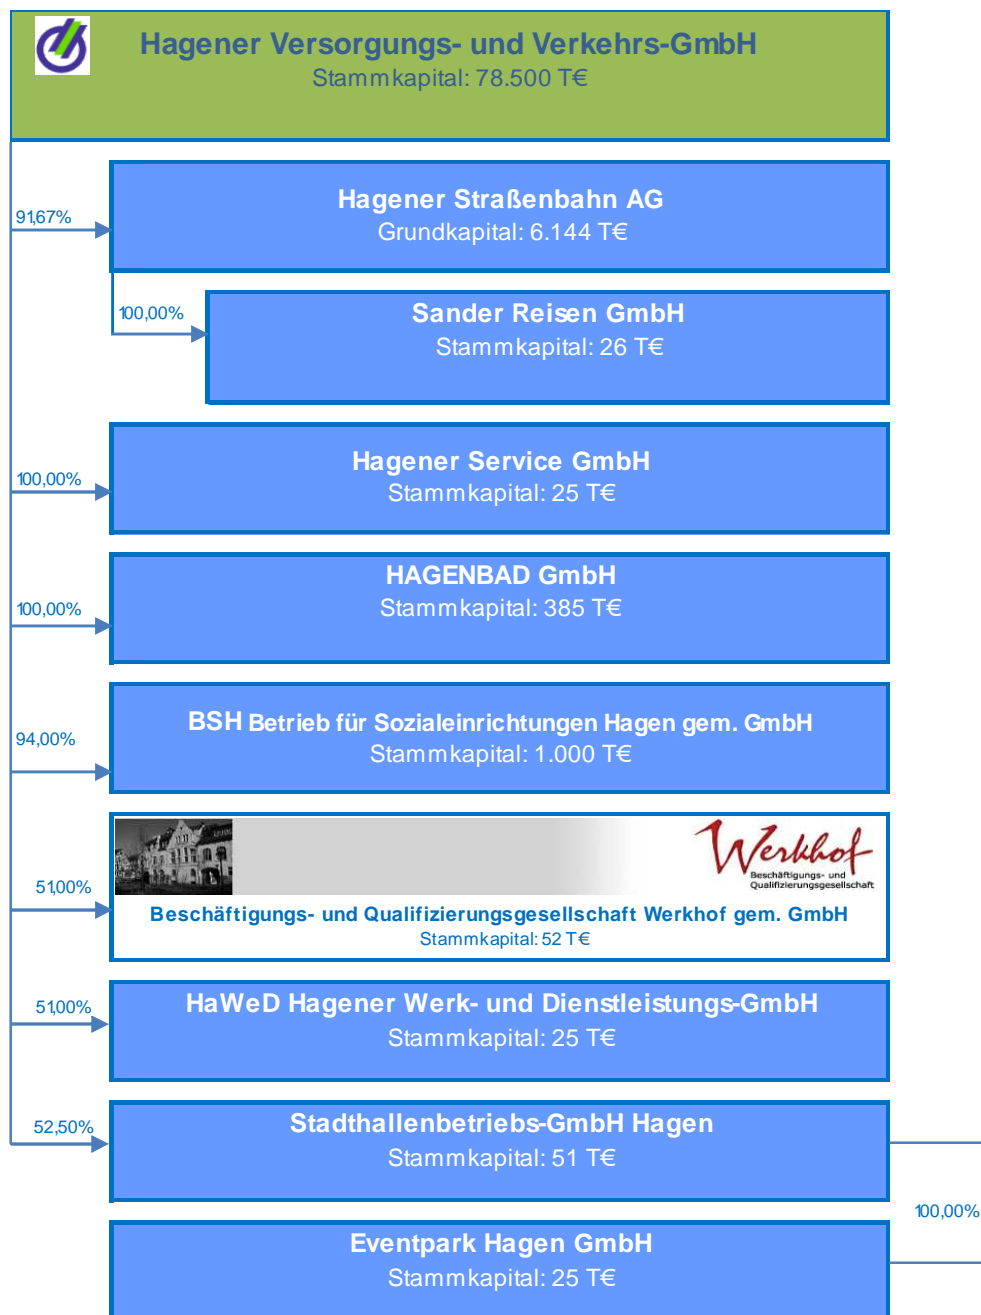 Hagener Versorgungs- und Verkehrs-GmbH
Stammkapital: 78.500 T€
91,67%
Hagener Straßenbahn AG
Grundkapital: 6.144 T€
100,00%
Sander Reisen GmbH
Stammkapital: 26 T€
100,00%
Hagener Service GmbH
Stammkapital: 25 T€
100,00%
HAGENBAD GmbH
Stammkapital: 385 T€
94,00%
BSH Betrieb für Sozialeinrichtungen Hagen gem. GmbH
Stammkapital: 1.000 T€
51,00%
Werkhof
Beschäftigungs- und
Qualifizierungsgesellschaft
Beschäftigungs- und Qualifizierungsgesellschaft Werkhof gem. GmbH
Stammkapital: 52 T€
51,00%
HaWeD Hagener Werk- und Dienstleistungs-GmbH
Stammkapital: 25 T€
52,50%
Stadthallenbetriebs-GmbH Hagen
Stammkapital: 51 T€
100,00%
Eventpark Hagen GmbH
Stammkapital: 25 T€